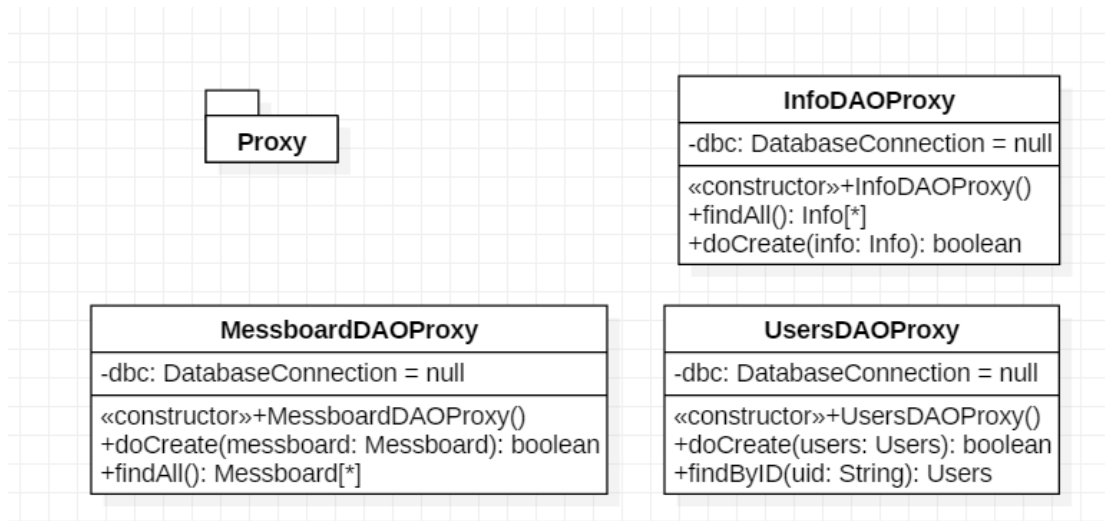 Proxy
InfoDAOProxy
-dbc: DatabaseConnection = null
«constructor»+InfoDAOProxy()
+findAll(): Info[*]
+doCreate(info: Info): boolean
MessboardDAOProxy
-dbc: DatabaseConnection = null
«constructor»+MessboardDAOProxy()
+doCreate(messboard: Messboard): boolean
+findAll(): Messboard[*]
UsersDAOProxy
-dbc: DatabaseConnection = null
«constructor»+UsersDAOProxy()
+doCreate(users: Users): boolean
+findByID(uid: String): Users